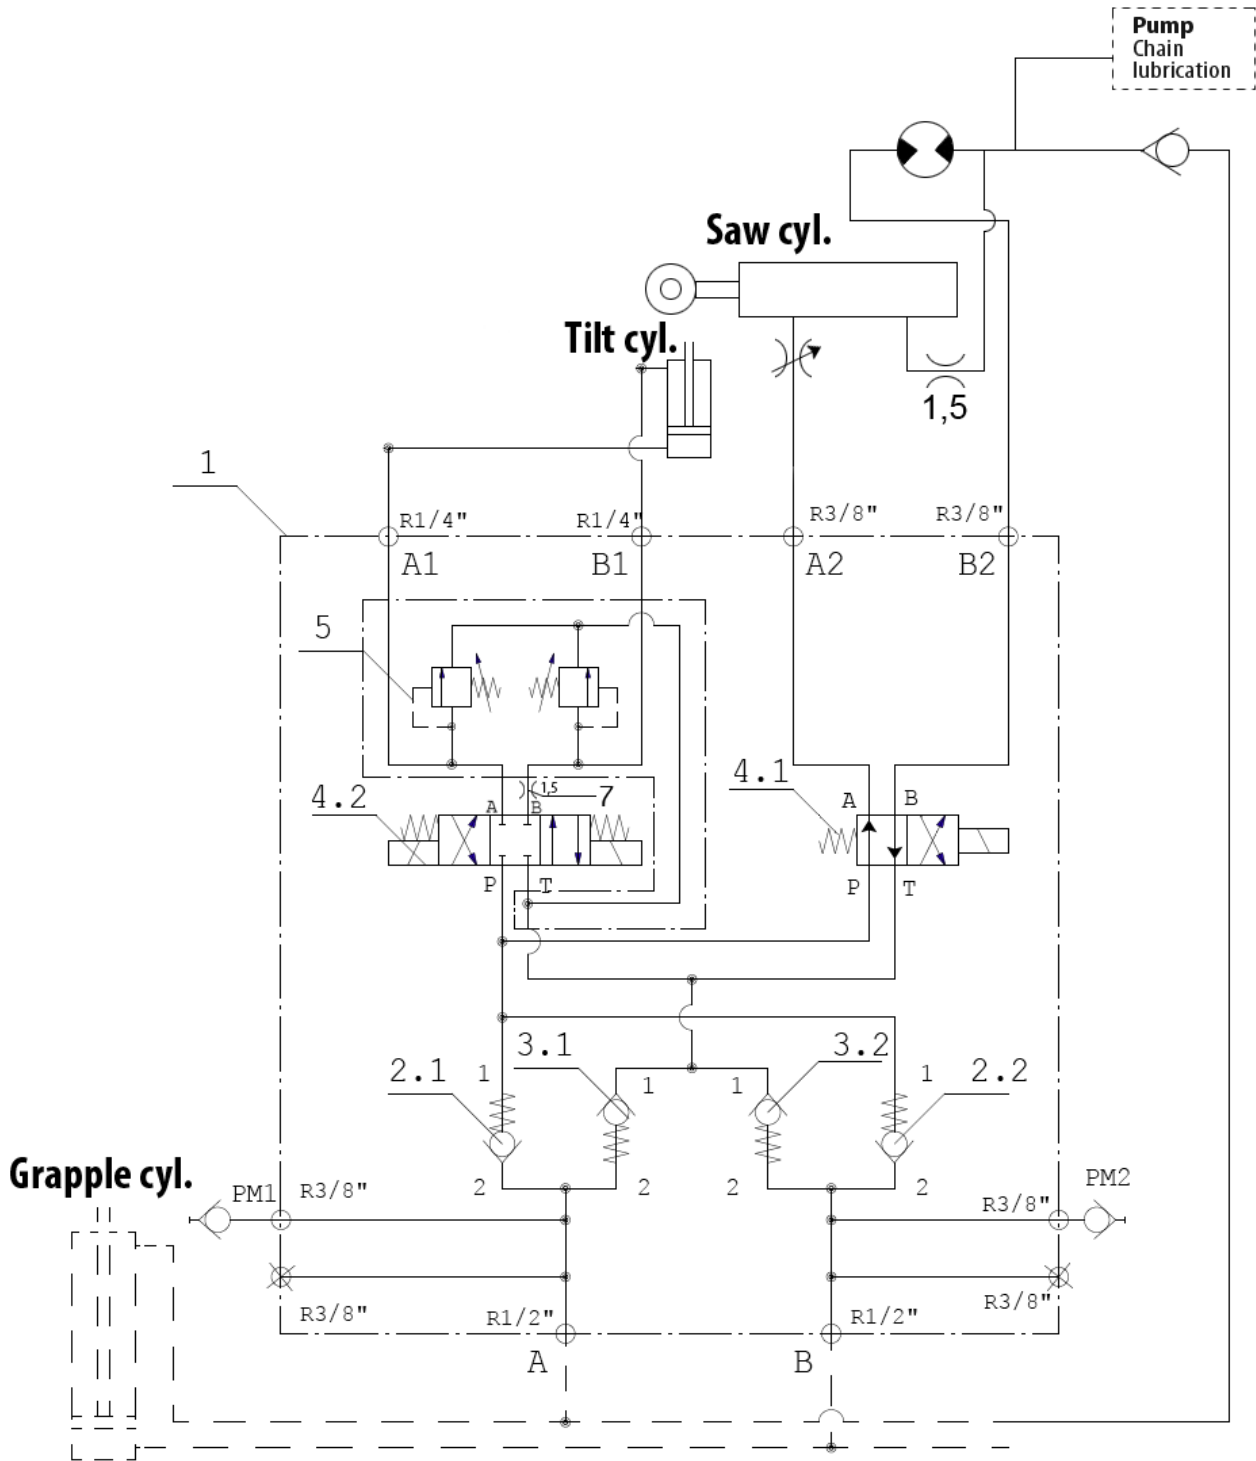 Pump
Chain
lubrication
Saw cyl.
Tilt cyl.
1,5
1
R1/4"
R1/4"
R3/8"
R3/8"
A1
B1
A2
B2
5
4.2
A
1,5
B
7
4.1
A
B
P
T
P
T
2.1
1
3.1
1
1
3.2
1
2.2
Grapple cyl.
PM1
R3/8"
2
2
2
2
R3/8"
PM2
R3/8"
R1/2"
R1/2"
R3/8"
A
B